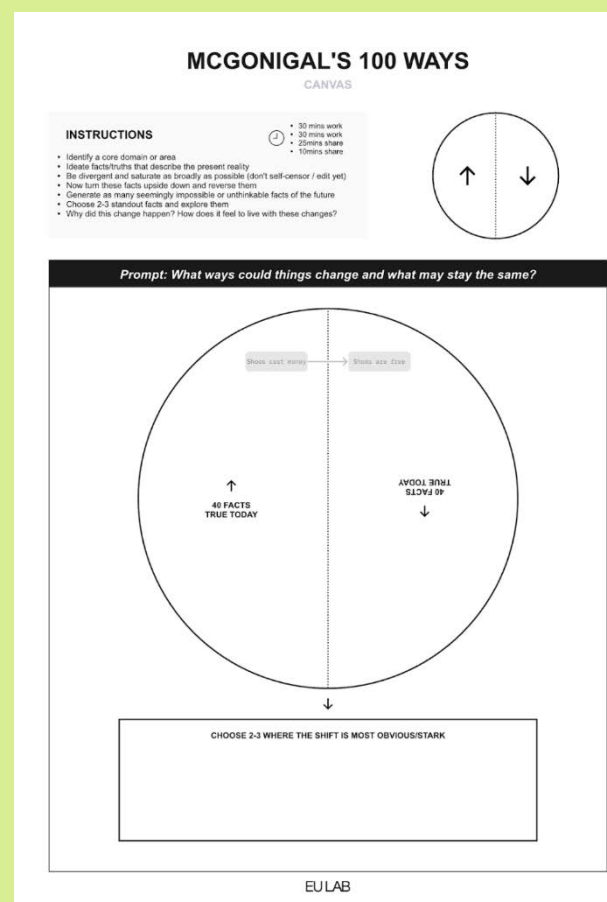 MCGONIGAL'S 100 WAYS
CANVAS
INSTRUCTIONS
• 30 mins work
• 30 mins work
• 25mins share
• 10mins share
• Identify a core domain or area
• Ideate facts/truths that describe the present reality
• Be divergent and saturate as broadly as possible (don't self-censor / edit yet)
• Now turn these facts upside down and reverse them
• Generate as many seemingly impossible or unthinkable facts of the future
• Choose 2-3 standout facts and explore them
• Why did this change happen? How does it feel to live with these changes?
Prompt: What ways could things change and what may stay the same?
Shoes cost money
Shoes are free
40 FACTS
TRUE TODAY
40 FACTS
TRUE TODAY
CHOOSE 2-3 WHERE THE SHIFT IS MOST OBVIOUS/STARK
EU LAB